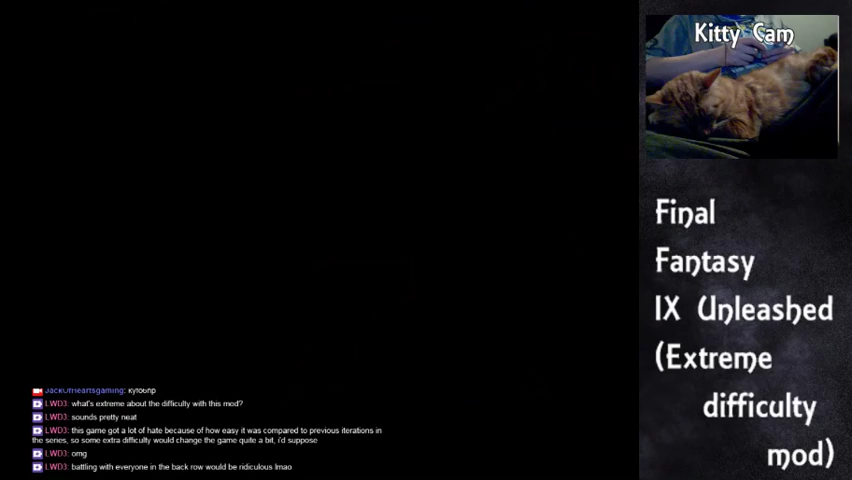 Kitty Cam
Final
Fantasy
IX Unleashed
(Extreme
difficulty
mod)
JackOfHeartsgaming:
LWD3: what's extreme about the difficulty with this mod?
LWD3: sounds pretty neat
LWD3: this game got a lot of hate because of how easy it was compared to previous iterations in
the series, so some extra difficulty would change the game quite a bit, i'd suppose
LWD3: omg
LWD3: battling with everyone in the back row would be ridiculous lmao